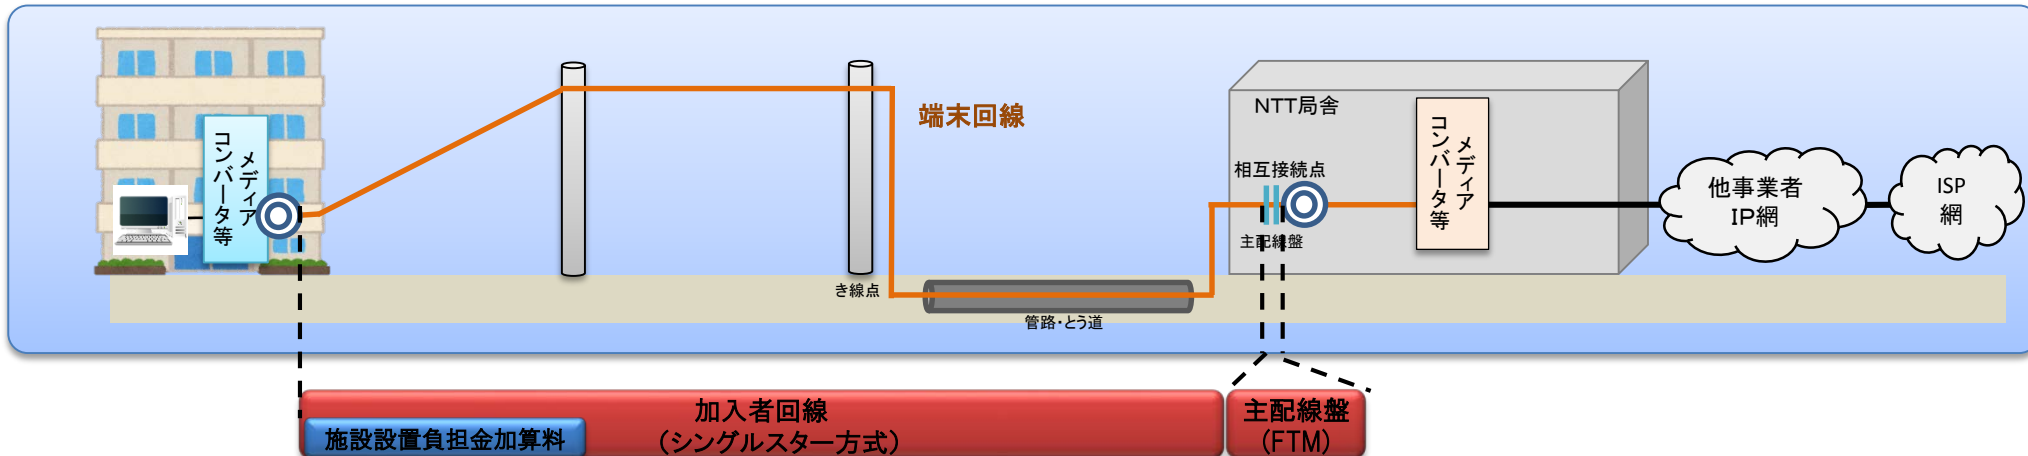 メディア
コンバータ等
端末回線
き線点
管路・とう道
NTT局舎
相互接続点
主配線盤
メディア
コンバータ等
他事業者
IP網
ISP
網
加入者回線
(シングルスター方式)
施設設置負担金加算料
主配線盤
(FTM)